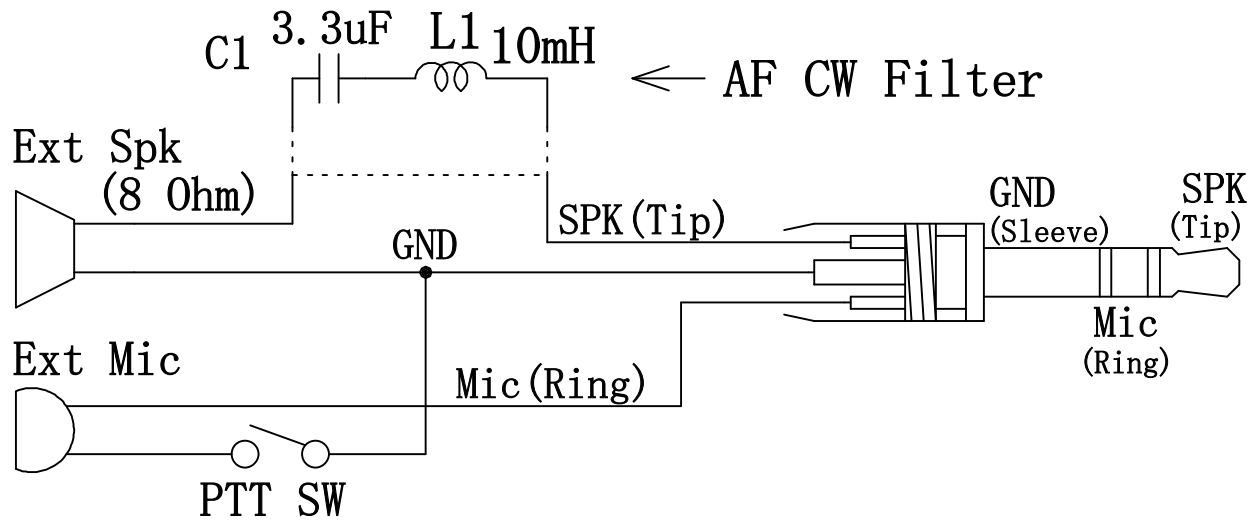 C1 3.3uF L1 10mH
AF CW Filter
Ext Spk
(8 Ohm)
SPK(Tip)
GND
GND
(Sleeve)
SPK
(Tip)
Mic
(Ring)
Ext Mic
Mic(Ring)
PTT SW